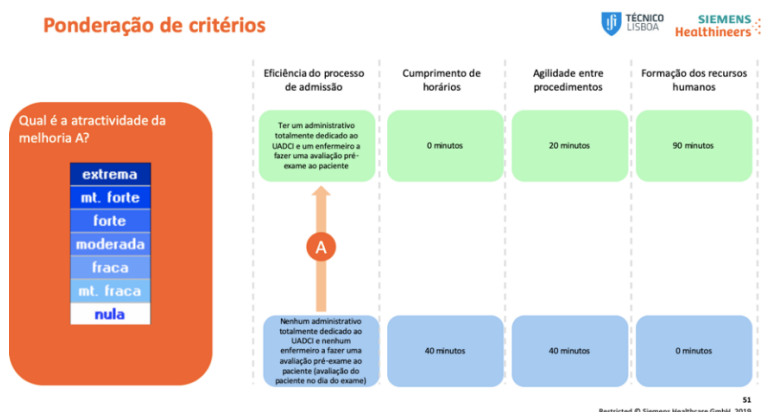 Ponderação de critérios
TÉCNICO
LISBOA
SIEMENS
Healthineers
Qual é a atractividade da
melhoria A?
extrema
mt. forte
forte
moderada
fraca
mt. fraca
nula
Eficiência do processo
de admissão
Cumprimento de
horários
Agilidade entre
procedimentos
Formação dos recursos
humanos
Ter um administrativo
totalmente dedicado ao
UADCI e um enfermeiro a
fazer uma avaliação pré-
exame ao paciente
0 minutos
20 minutos
90 minutos
A
Nenhum administrativo
totalmente dedicado ao
UADCI e nenhum
enfermeiro a fazer uma
avaliação pré-exame ao
paciente (avaliação do
paciente no dia do exame)
40 minutos
40 minutos
0 minutos
51
Restricted © Siemens Healthcare GmbH, 2019